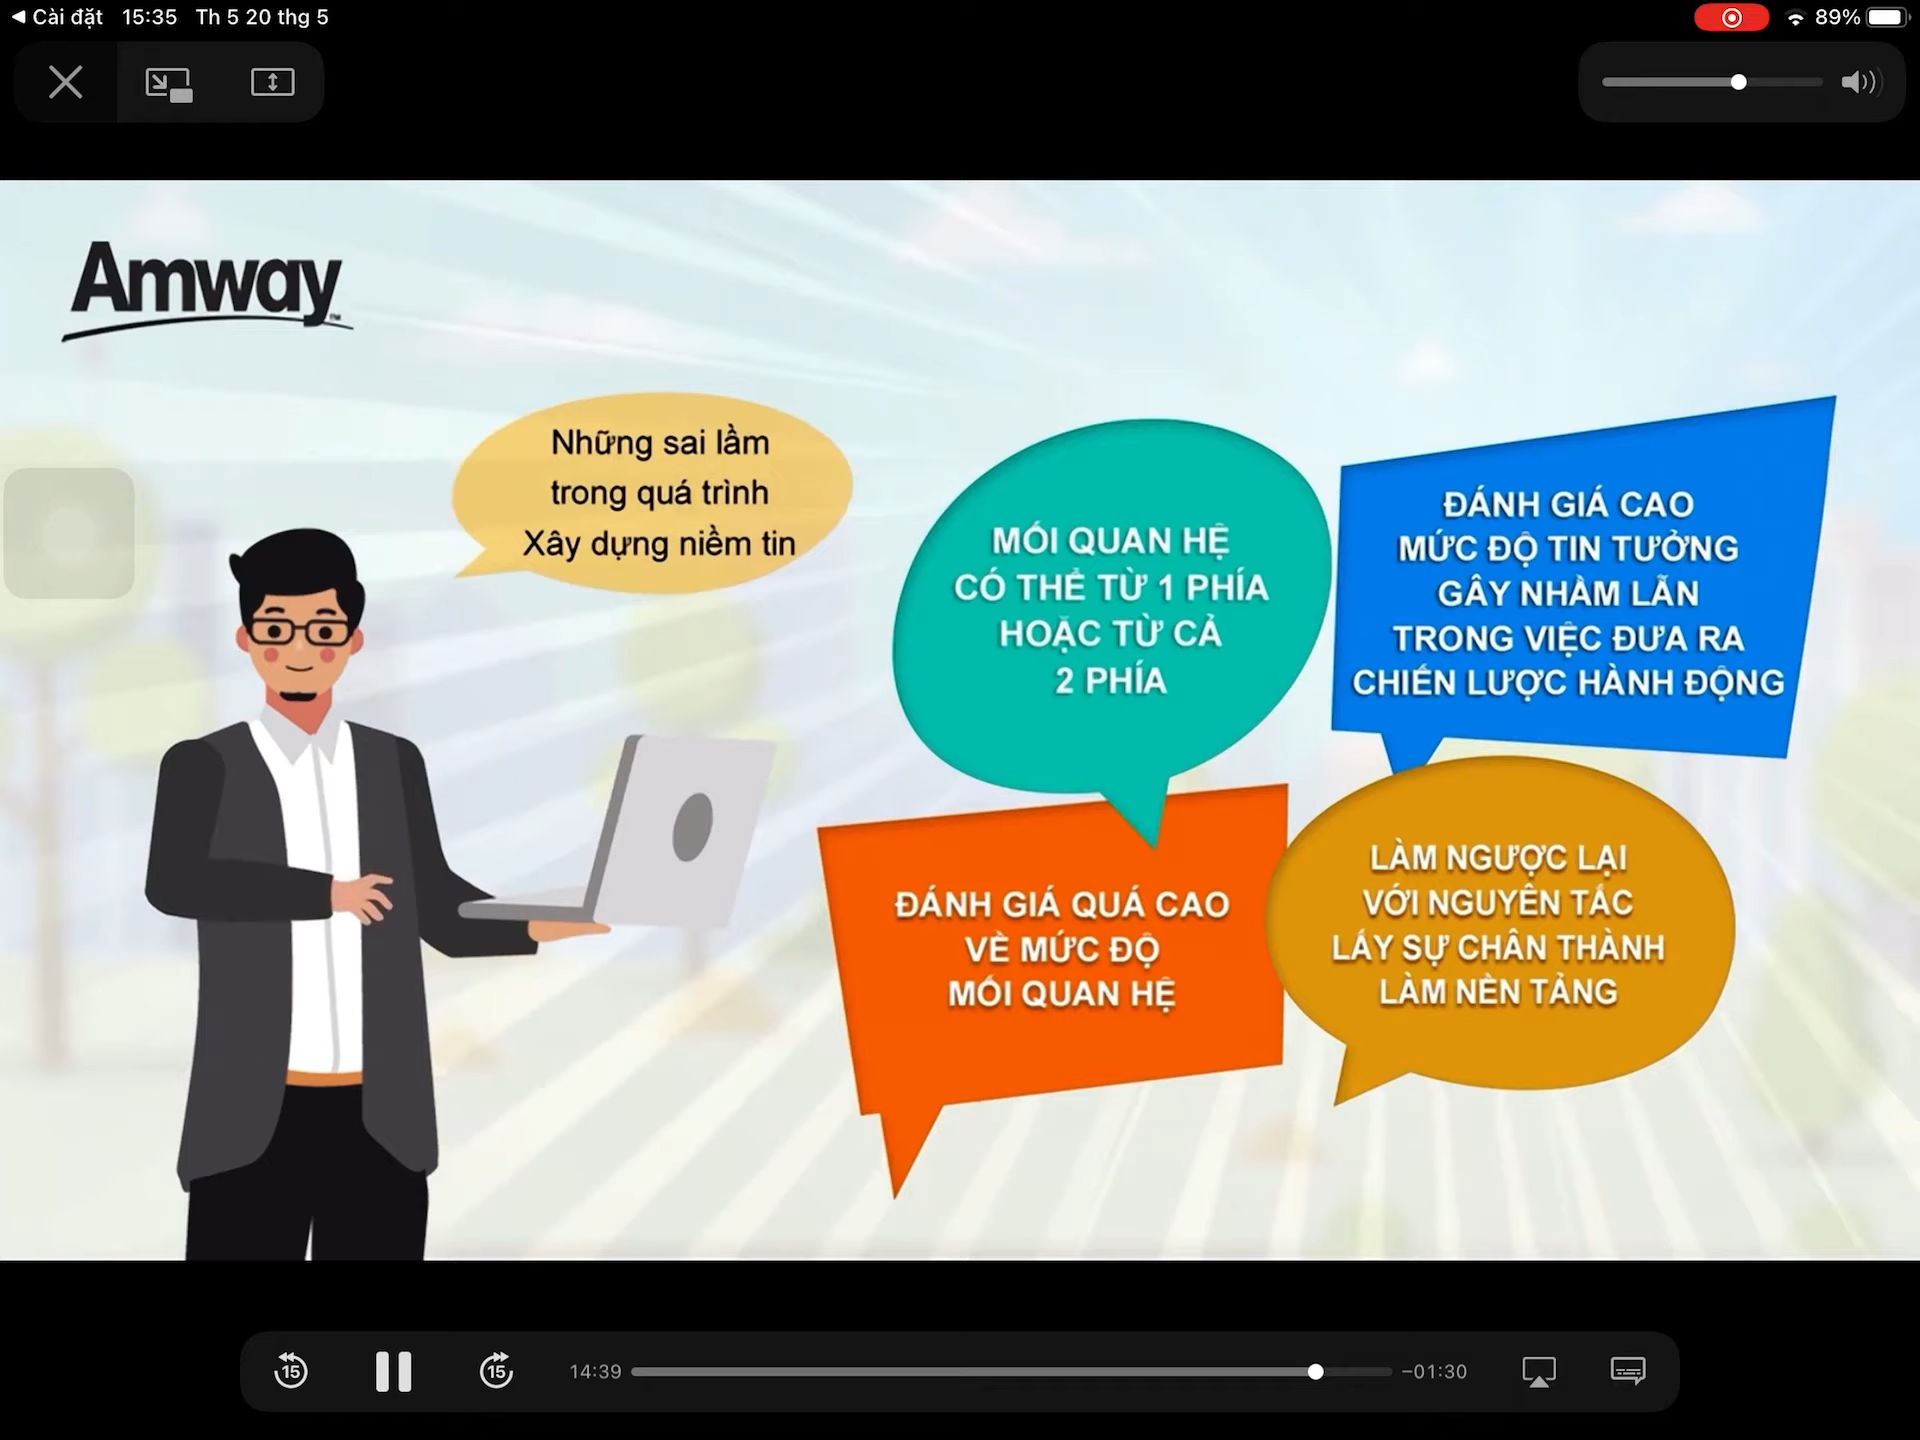 ◀ Cài đặt 15:35 Th 5 20 thg 5
89%
Amway™
Những sai lầm
trong quá trình
Xây dựng niềm tin
MỐI QUAN HỆ
CÓ THỂ TỪ 1 PHÍA
HOẶC TỪ CẢ
2 PHÍA
ĐÁNH GIÁ CAO
MỨC ĐỘ TIN TƯỞNG
GÂY NHẦM LẪN
TRONG VIỆC ĐƯA RA
CHIẾN LƯỢC HÀNH ĐỘNG
ĐÁNH GIÁ QUÁ CAO
VỀ MỨC ĐỘ
MỐI QUAN HỆ
LÀM NGƯỢC LẠI
VỚI NGUYÊN TẮC
LẤY SỰ CHÂN THÀNH
LÀM NỀN TẢNG
15
15
14:39
−01:30